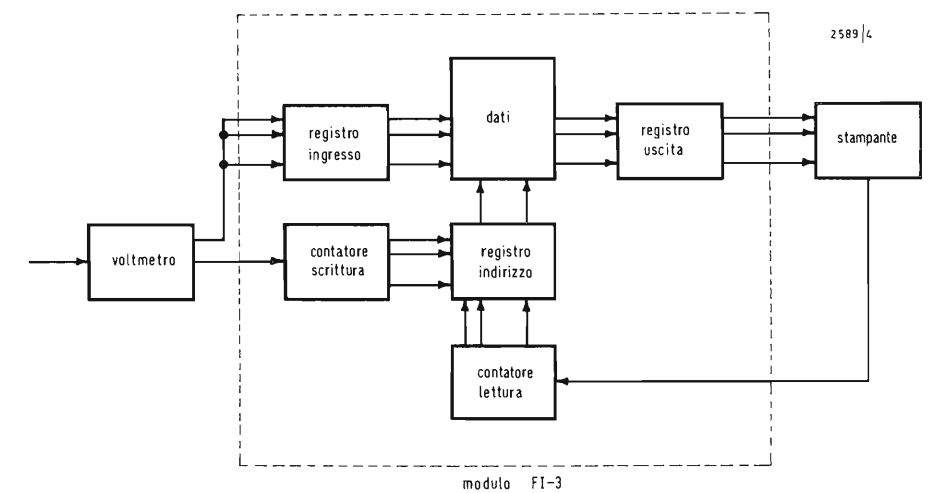 2589/4
dati
registro
ingresso
registro
uscita
stampante
voltmetro
contatore
scrittura
registro
indirizzo
contatore
lettura
modulo FI-3